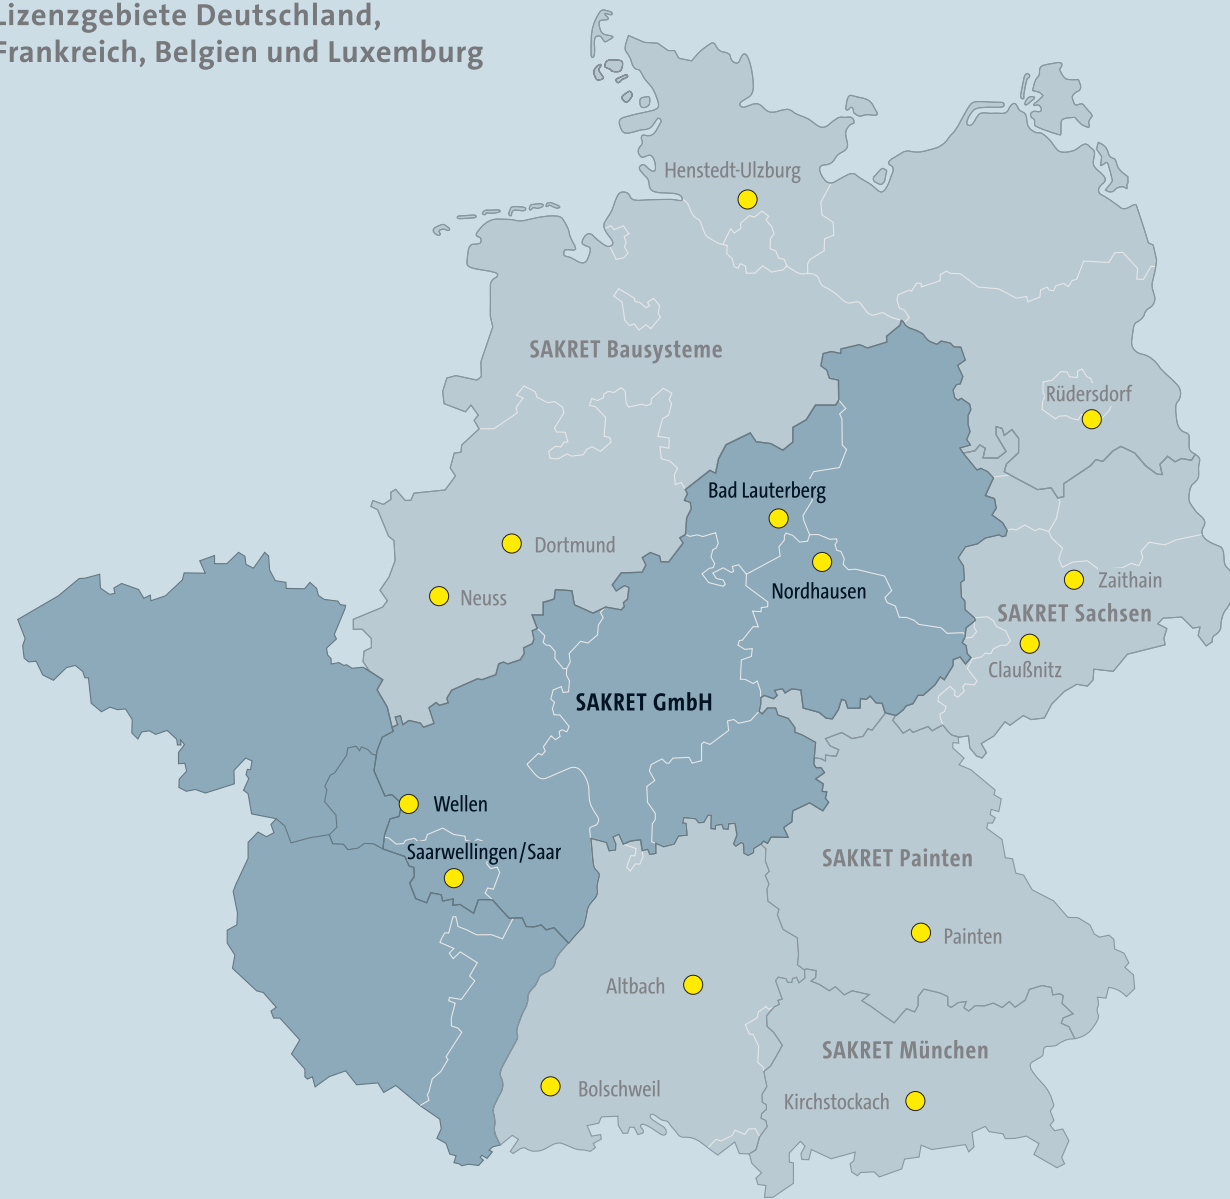 Lizenzgebiete Deutschland,
Frankreich, Belgien und Luxemburg
Henstedt-Ulzburg
SAKRET Bausysteme
Rüdersdorf
Bad Lauterberg
Dortmund
Nordhausen
Neuss
Zaithain
SAKRET Sachsen
Claußnitz
SAKRET GmbH
Wellen
Saarwellingen/Saar
SAKRET Painten
Painten
Altbach
SAKRET München
Bolschweil
Kirchstockach